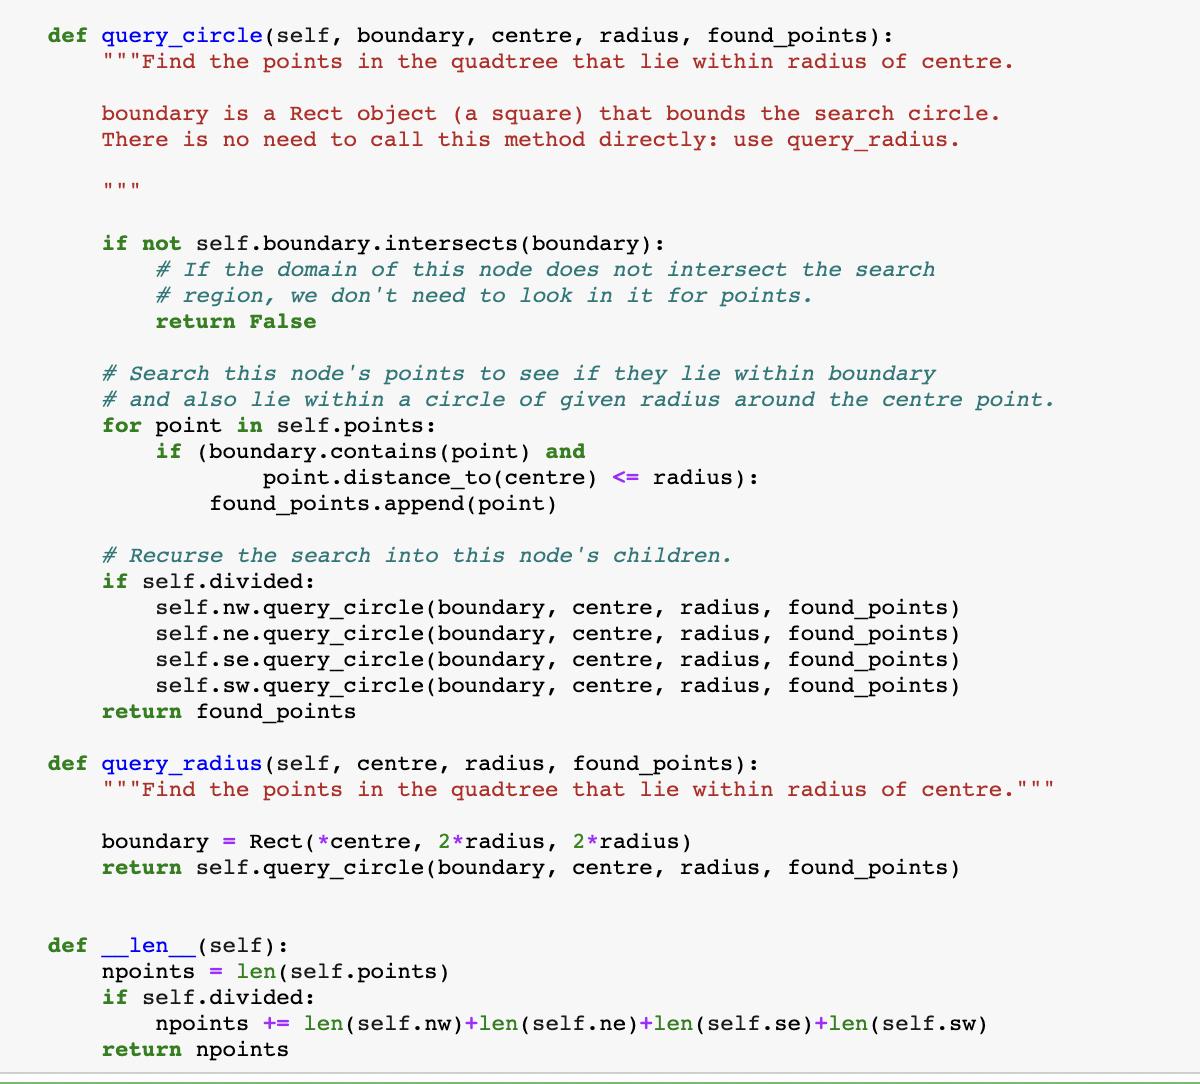 def query_circle(self, boundary, centre, radius, found_points):
    """Find the points in the quadtree that lie within radius of centre.

    boundary is a Rect object (a square) that bounds the search circle.
    There is no need to call this method directly: use query_radius.

    """

    if not self.boundary.intersects(boundary):
        # If the domain of this node does not intersect the search
        # region, we don't need to look in it for points.
        return False

    # Search this node's points to see if they lie within boundary
    # and also lie within a circle of given radius around the centre point.
    for point in self.points:
        if (boundary.contains(point) and
                point.distance_to(centre) <= radius):
            found_points.append(point)

    # Recurse the search into this node's children.
    if self.divided:
        self.nw.query_circle(boundary, centre, radius, found_points)
        self.ne.query_circle(boundary, centre, radius, found_points)
        self.se.query_circle(boundary, centre, radius, found_points)
        self.sw.query_circle(boundary, centre, radius, found_points)
    return found_points

def query_radius(self, centre, radius, found_points):
    """Find the points in the quadtree that lie within radius of centre."""

    boundary = Rect(*centre, 2*radius, 2*radius)
    return self.query_circle(boundary, centre, radius, found_points)


def __len__(self):
    npoints = len(self.points)
    if self.divided:
        npoints += len(self.nw)+len(self.ne)+len(self.se)+len(self.sw)
    return npoints